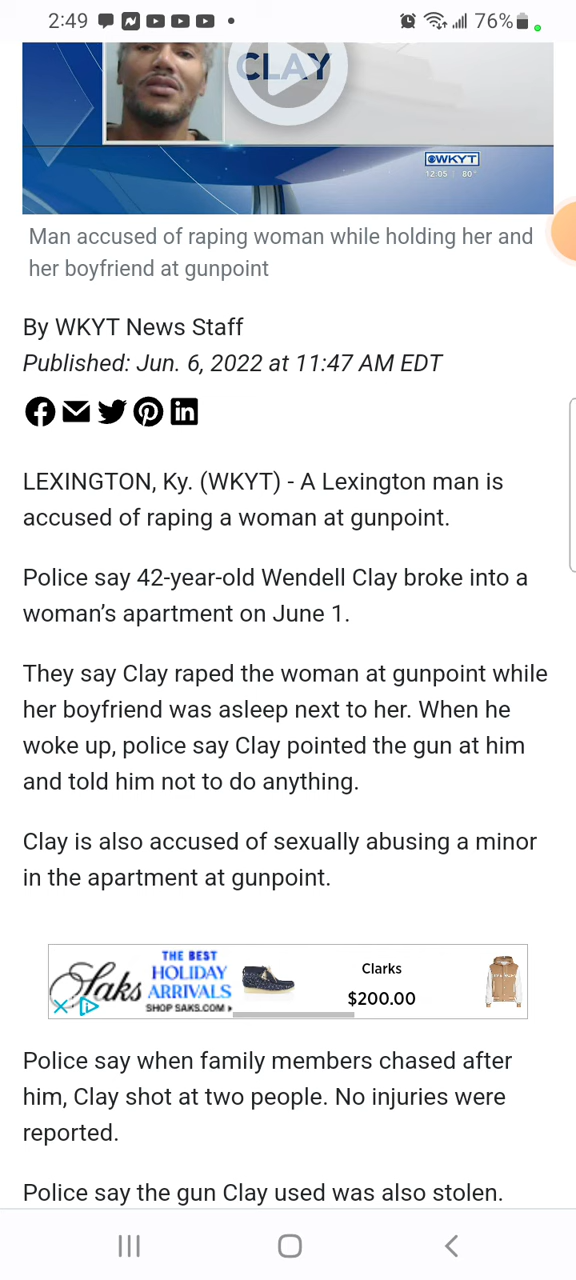 2:49
76%
CLAY
WKYT
12:05 80°
Man accused of raping woman while holding her and
her boyfriend at gunpoint
By WKYT News Staff
Published: Jun. 6, 2022 at 11:47 AM EDT
LEXINGTON, Ky. (WKYT) - A Lexington man is
accused of raping a woman at gunpoint.
Police say 42-year-old Wendell Clay broke into a
woman’s apartment on June 1.
They say Clay raped the woman at gunpoint while
her boyfriend was asleep next to her. When he
woke up, police say Clay pointed the gun at him
and told him not to do anything.
Clay is also accused of sexually abusing a minor
in the apartment at gunpoint.
Saks
THE BEST
HOLIDAY
ARRIVALS
SHOP SAKS.COM
Clarks
$200.00
Police say when family members chased after
him, Clay shot at two people. No injuries were
reported.
Police say the gun Clay used was also stolen.